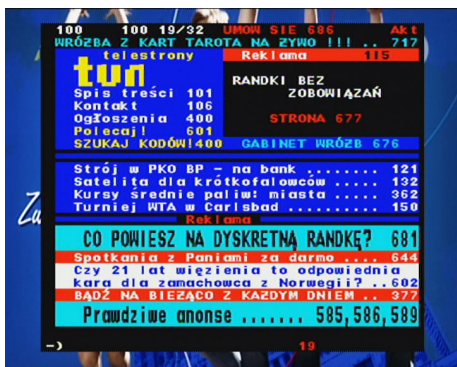 100 100 19/32 UMOW SIE 686 Akt
WRÓŻBA Z KART TAROTA NA ŻYWO !!! .. 717
telestrony
tvn
Reklama 115
Spis treści 101
Kontakt 106
Ogłoszenia 400
Polecaj! 601
SZUKAJ KODÓW!400
RANDKI BEZ
ZOBOWIĄZAŃ
STRONA 677
GABINET WRÓŻB 676
Strój w PKO BP – na bank ........ 121
Satelita dla krótkofalowców ..... 132
Kursy średnie paliw: miasta ..... 362
Turniej WTA w Carlsbad .......... 150
Reklama
CO POWIESZ NA DYSKRETNĄ RANDKĘ? 681
Spotkania z Paniami za darmo .... 644
Czy 21 lat więzienia to odpowiednia
kara dla zamachowca z Norwegii? ..602
BĄDŹ NA BIEŻĄCO Z KAŻDYM DNIEM .. 377
Prawdziwe anonse ....... 585,586,589
Zu
–) 19